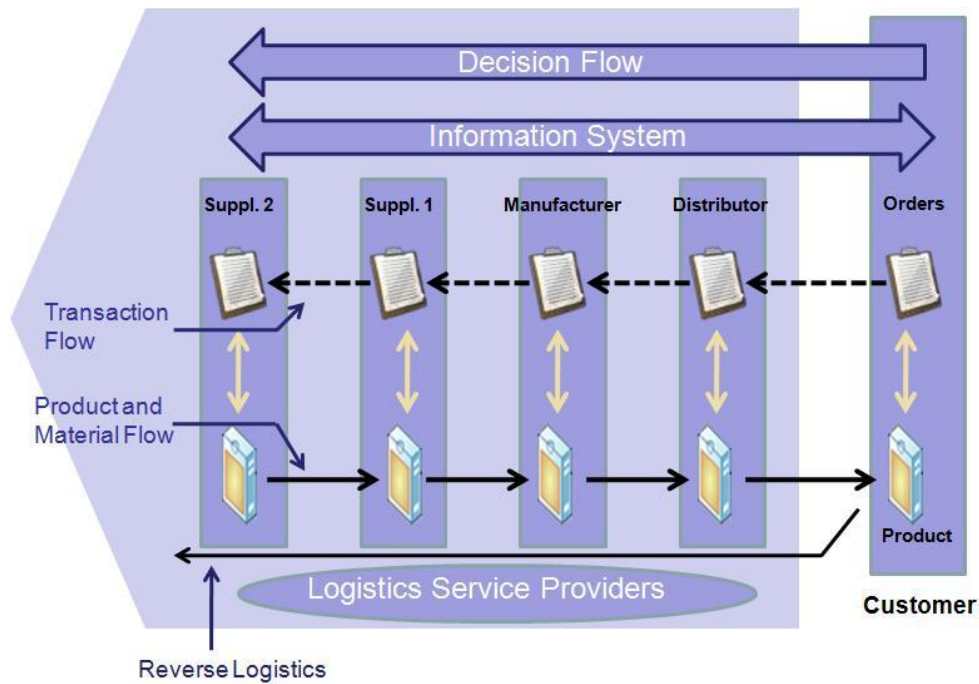 Decision Flow
Information System
Suppl. 2
Suppl. 1
Manufacturer
Distributor
Orders
Transaction
Flow
Product and
Material Flow
Product
Logistics Service Providers
Customer
Reverse Logistics